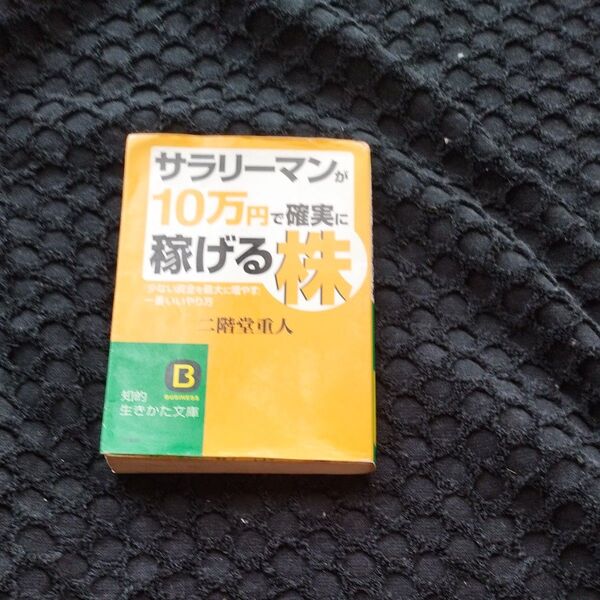 サラリーマンが
10万円で確実に
稼げる株
少ない資金を最大に増やす
一番いいやり方
二階堂重人
B
BUSINESS
知的
生きかた文庫